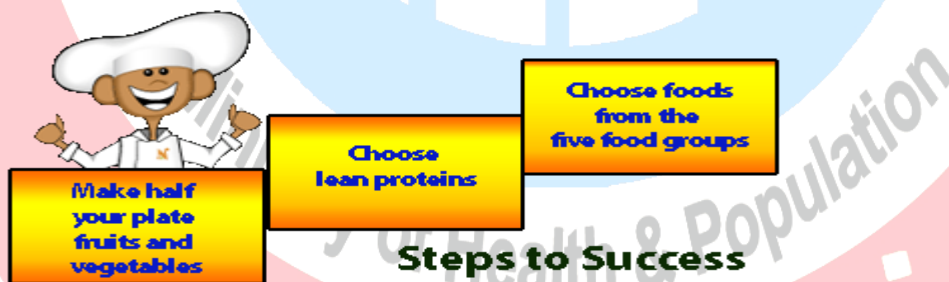 Make half
your plate
fruits and
vegetables
Choose
lean proteins
Choose foods
from the
five food groups
Steps to Success
y of Health & Population